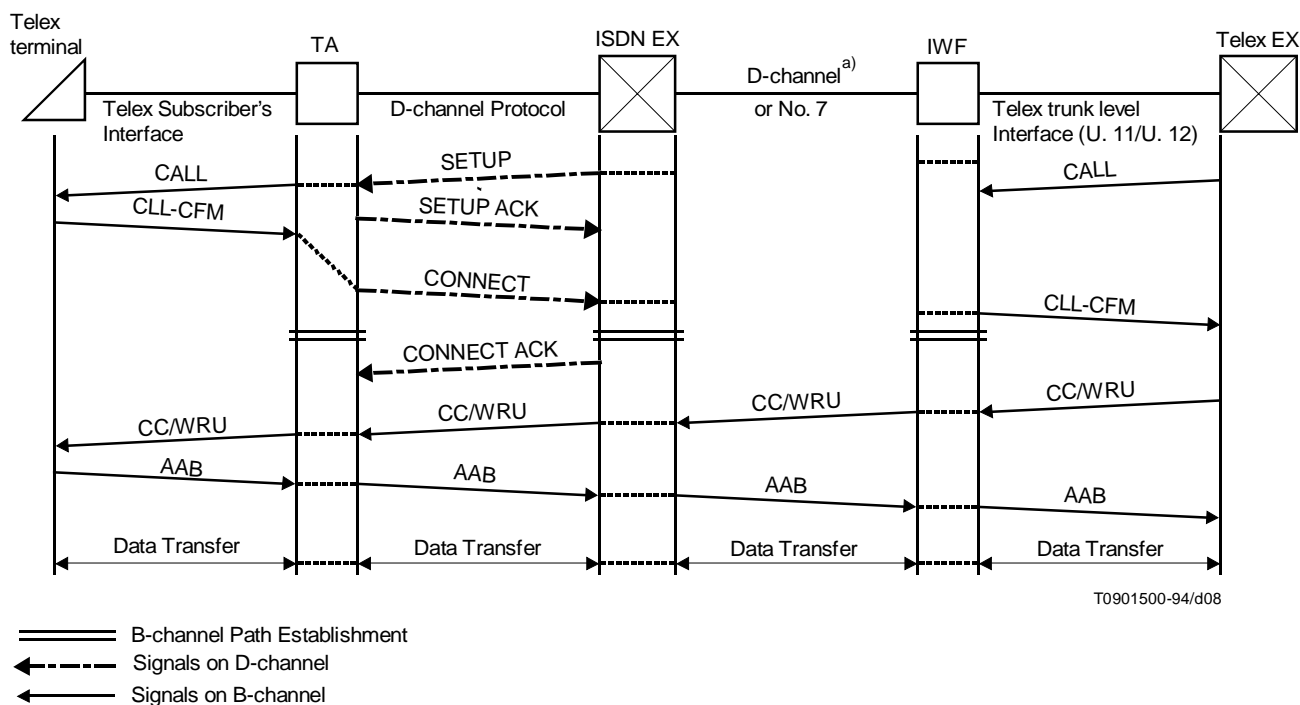 Telex
terminal
TA
ISDN EX
IWF
Telex EX
Telex Subscriber's
Interface
D-channel Protocol
D-channel a)
or No. 7
Telex trunk level
Interface (U. 11/U. 12)
CALL
SETUP
CALL
CLL-CFM
SETUP ACK
CONNECT
CLL-CFM
CONNECT ACK
CC/WRU
CC/WRU
CC/WRU
CC/WRU
AAB
AAB
AAB
AAB
Data Transfer
Data Transfer
Data Transfer
Data Transfer
T0901500-94/d08
B-channel Path Establishment
Signals on D-channel
Signals on B-channel